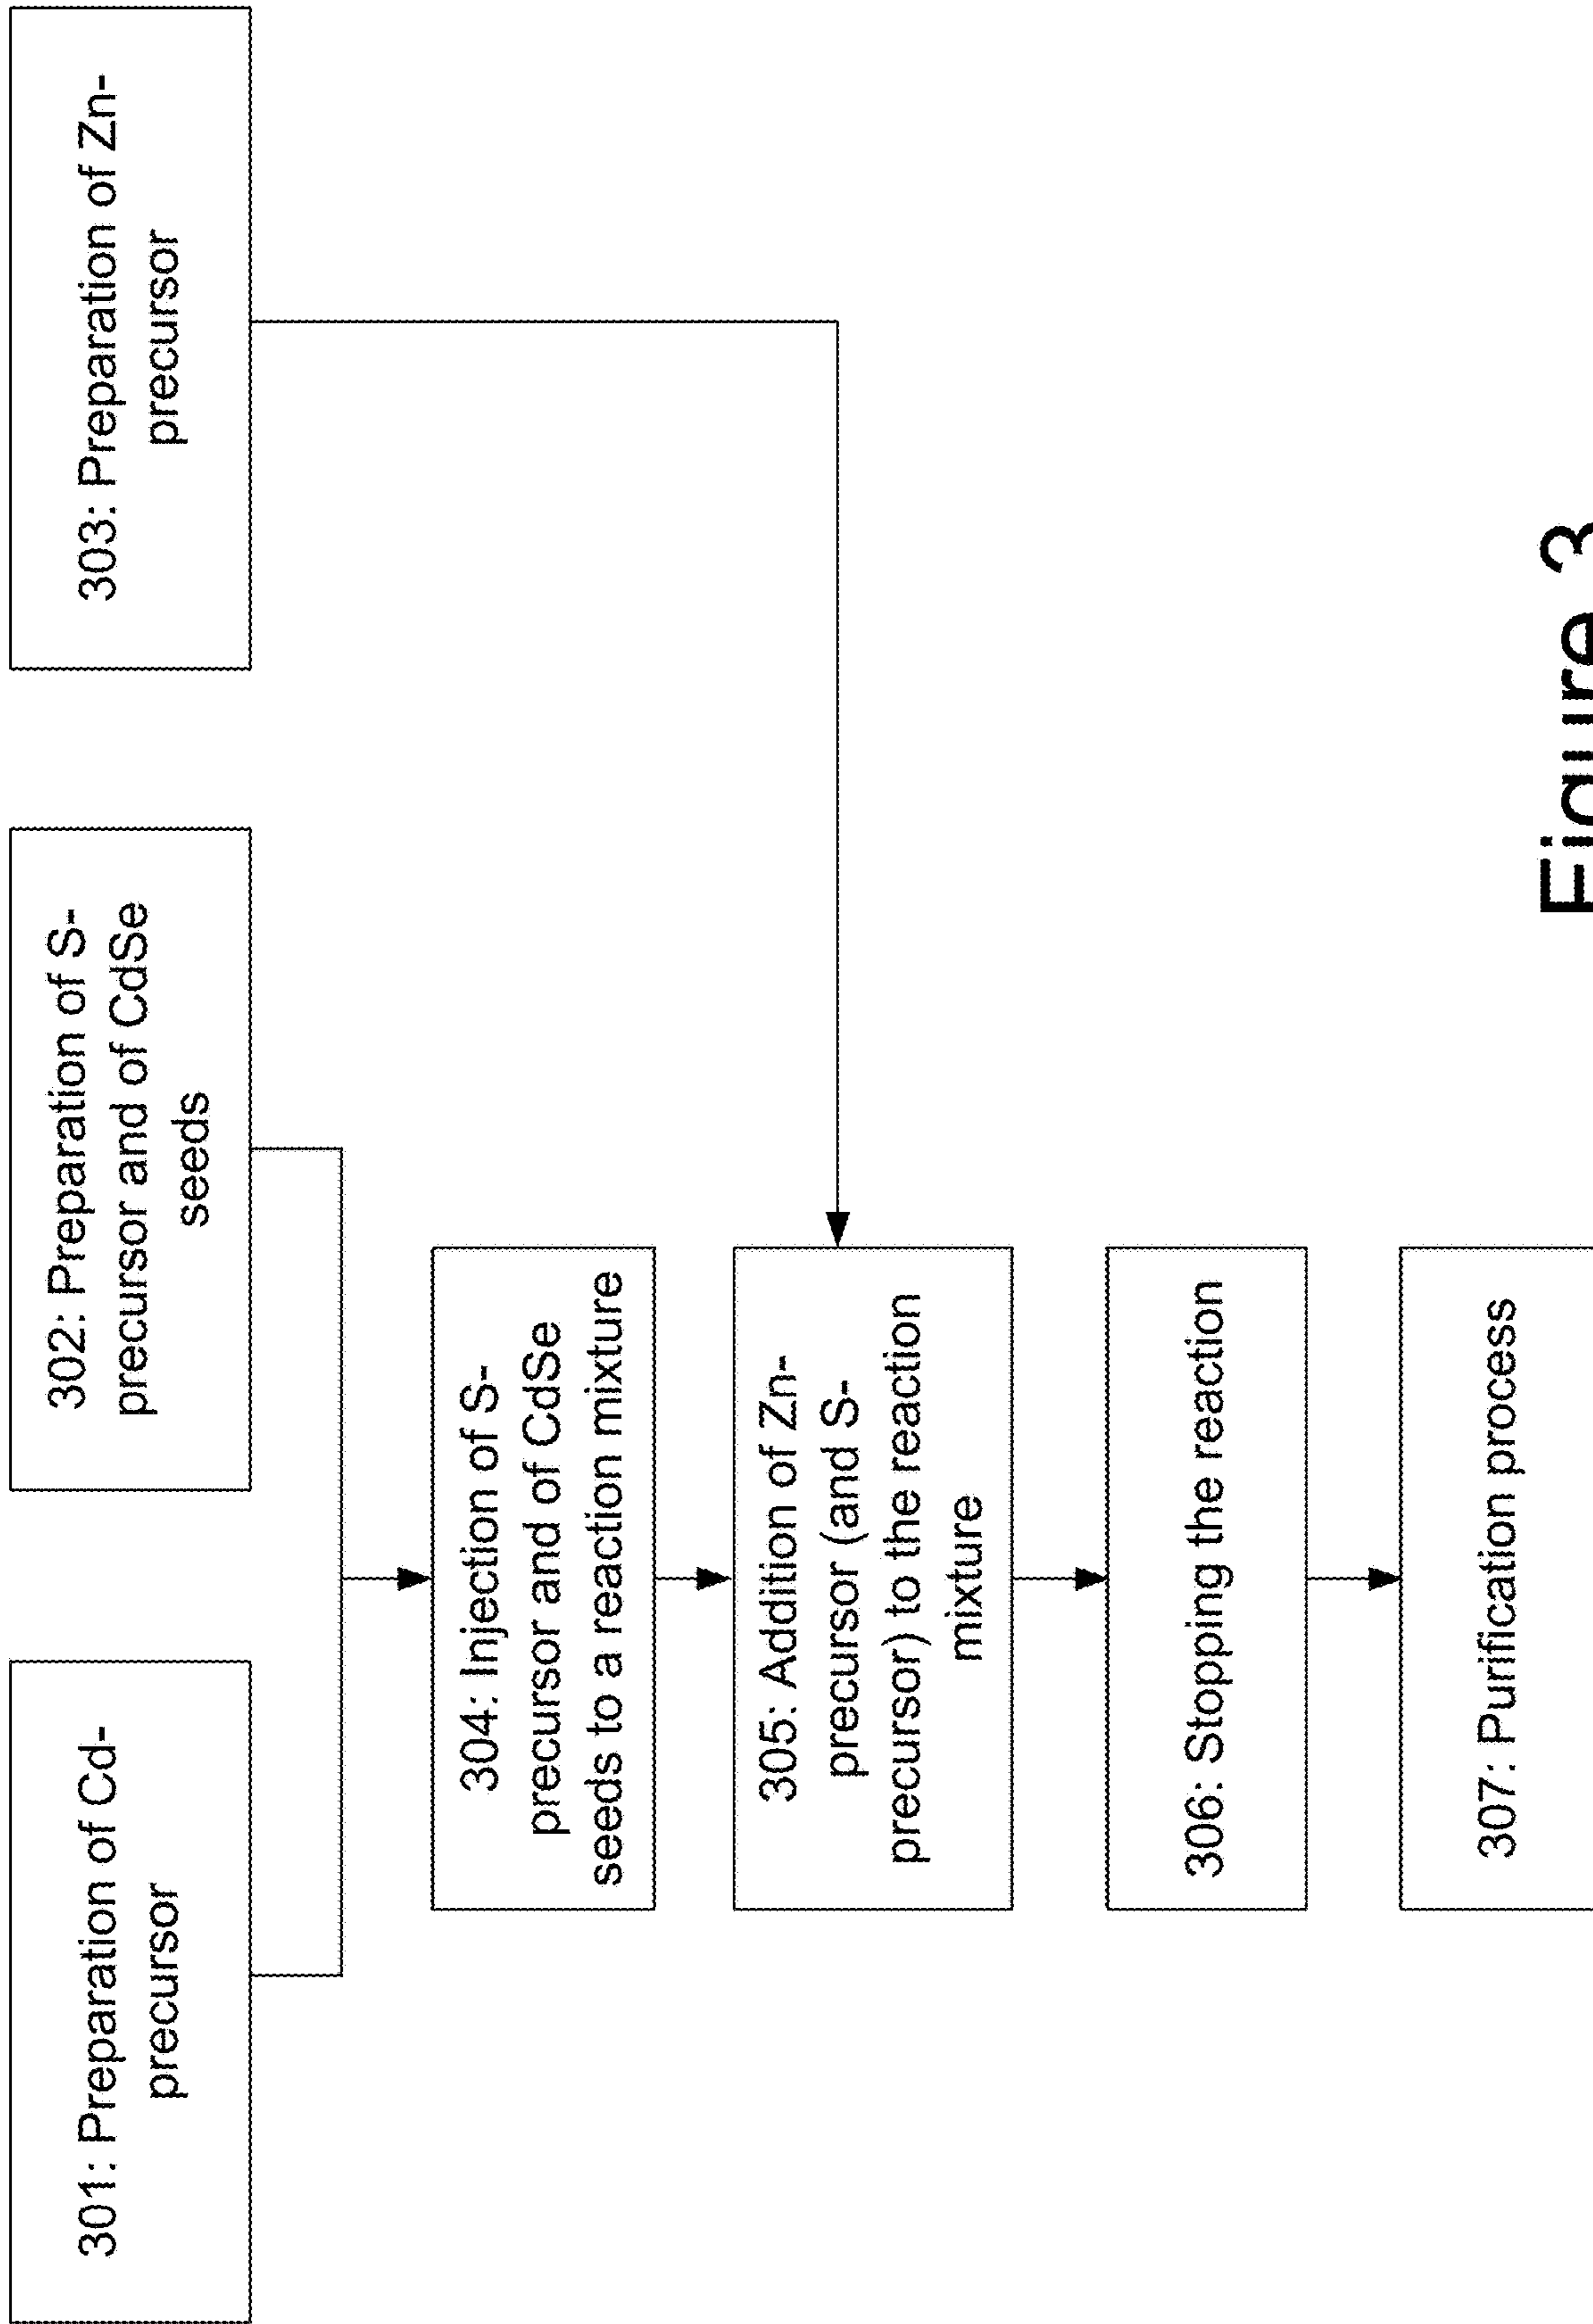 301: Preparation of Cd-
precursor
302: Preparation of S-
precursor and of CdSe
seeds
303: Preparation of Zn-
precursor
304: Injection of S-
precursor and of CdSe
seeds to a reaction mixture
305: Addition of Zn-
precursor (and S-
precursor) to the reaction
mixture
306: Stopping the reaction
307: Purification process
Figure 3